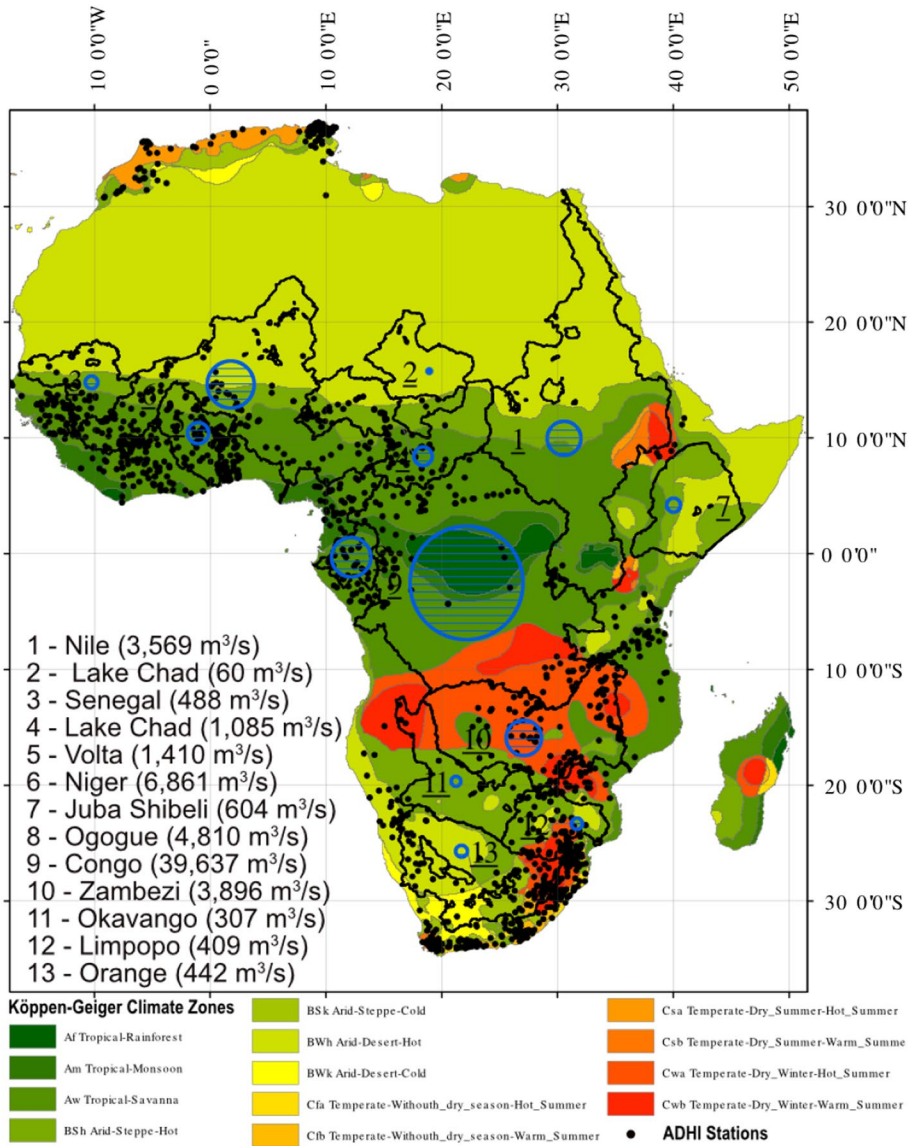 10 0'0"W
0 0'0"
10 0'0"E
20 0'0"E
30 0'0"E
40 0'0"E
50 0'0"E
30 0'0"N
20 0'0"N
10 0'0"N
0 0'0"
10 0'0"S
20 0'0"S
30 0'0"S
3
2
1
4
7
9
10
11
12
13
1 - Nile (3,569 m³/s)
2 - Lake Chad (60 m³/s)
3 - Senegal (488 m³/s)
4 - Lake Chad (1,085 m³/s)
5 - Volta (1,410 m³/s)
6 - Niger (6,861 m³/s)
7 - Juba Shibeli (604 m³/s)
8 - Ogogue (4,810 m³/s)
9 - Congo (39,637 m³/s)
10 - Zambezi (3,896 m³/s)
11 - Okavango (307 m³/s)
12 - Limpopo (409 m³/s)
13 - Orange (442 m³/s)
Köppen-Geiger Climate Zones
Af Tropical-Rainforest
Am Tropical-Monsoon
Aw Tropical-Savanna
BSh Arid-Steppe-Hot
BSk Arid-Steppe-Cold
BWh Arid-Desert-Hot
BWk Arid-Desert-Cold
Cfa Temperate-Withouth_dry_season-Hot_Summer
Cfb Temperate-Withouth_dry_season-Warm_Summer
Csa Temperate-Dry_Summer-Hot_Summer
Csb Temperate-Dry_Summer-Warm_Summe
Cwa Temperate-Dry_Winter-Hot_Summer
Cwb Temperate-Dry_Winter-Warm_Summer
ADHI Stations